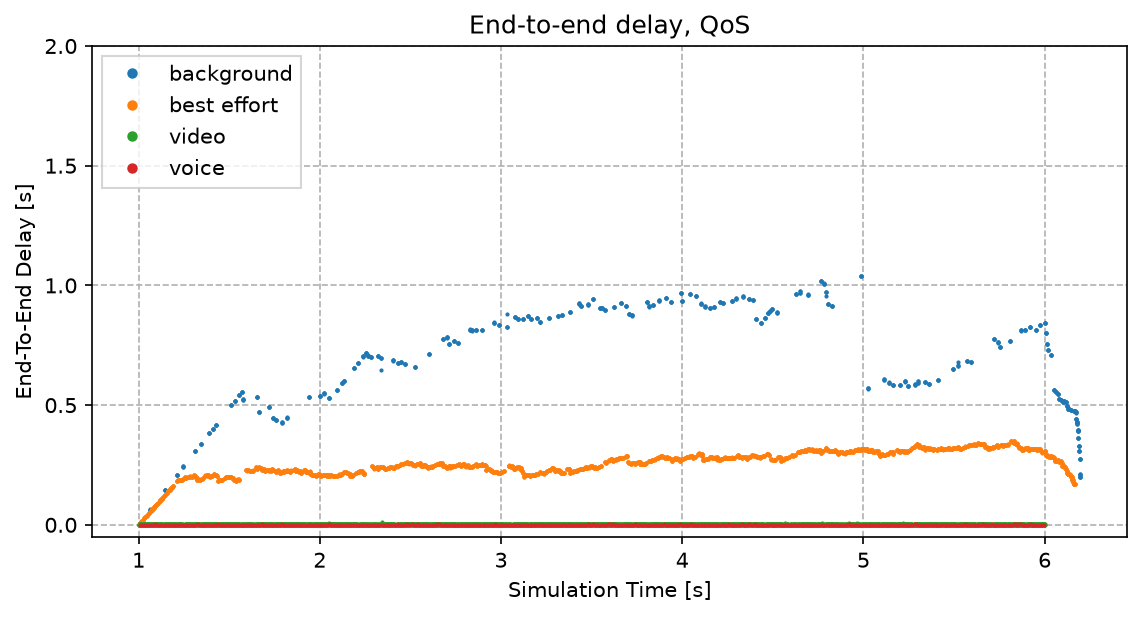 End-to-end delay, QoS
End-To-End Delay [s]
2.0
1.5
1.0
0.5
0.0
background
best effort
video
voice
1 2 3 4 5 6
Simulation Time [s]